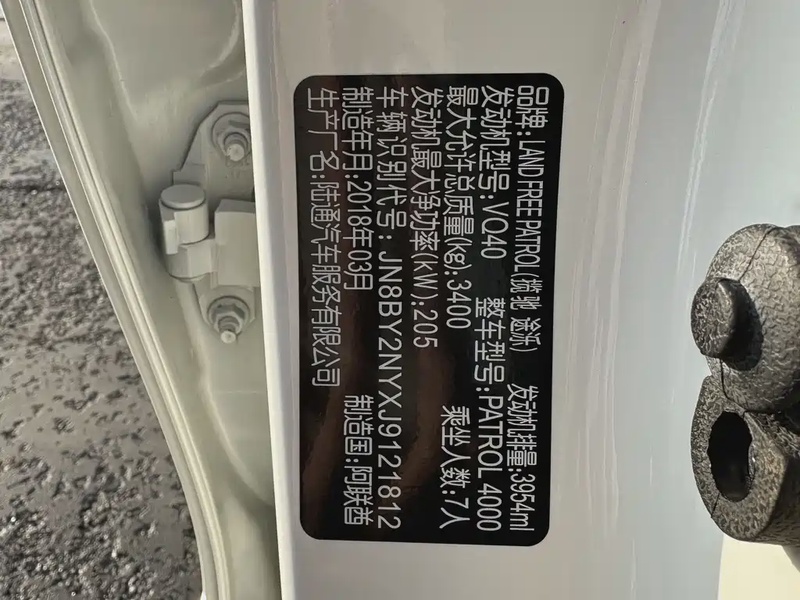 品牌: LAND FREE PATROL(揽驰 途浜) 发动机排量:3954ml
发动机型号: VQ40 整车型号:PATROL 4000
最大允许总质量(kg):3400 乘坐人数:7人
发动机最大净功率(kW):205
车辆识别代号: JN8BY2NYXJ9121812
制造年月:2018年03月 制造国:阿联酋
生产厂名:陆通汽车服务有限公司